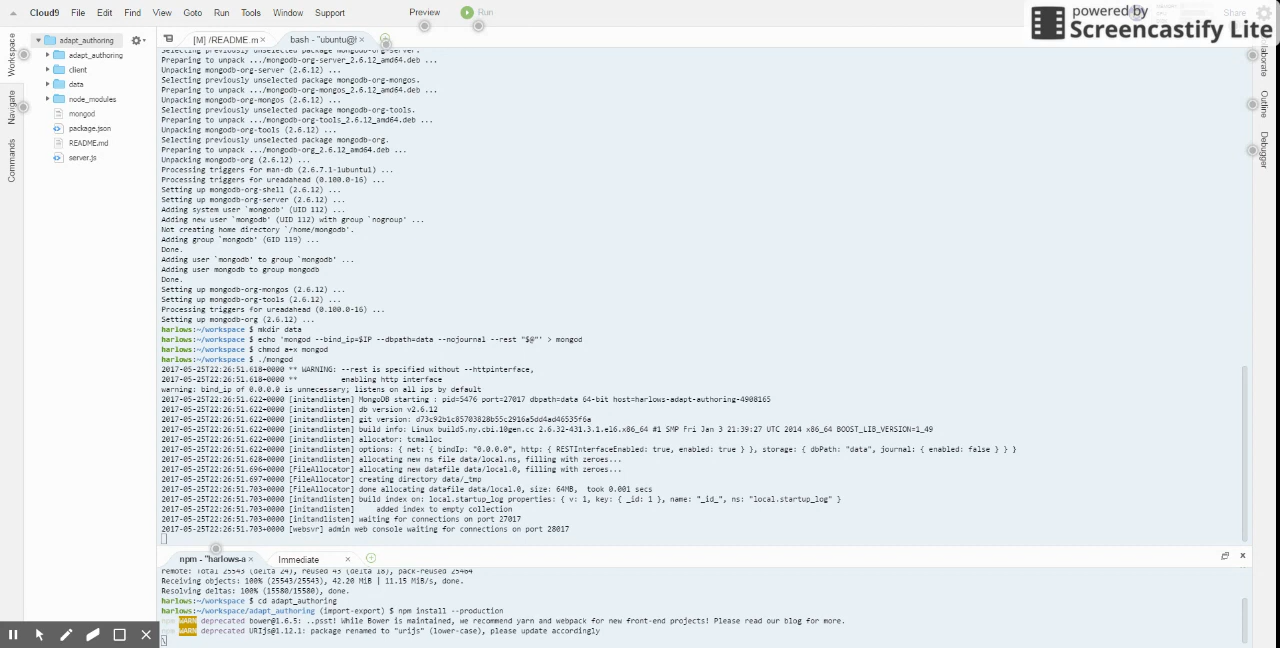 Cloud9 File Edit Find View Goto Run Tools Window Support Preview Run Share
powered by
Screencastify Lite
Workspace
Navigate
Commands
adapt_authoring
adapt_authoring
client
data
node_modules
mongod
package.json
README.md
server.js
[M] /README.m × bash - "ubuntu@ ×
Selecting previously unselected package mongodb-org-server.
Preparing to unpack .../mongodb-org-server_2.6.12_amd64.deb ...
Unpacking mongodb-org-server (2.6.12) ...
Selecting previously unselected package mongodb-org-mongos.
Preparing to unpack .../mongodb-org-mongos_2.6.12_amd64.deb ...
Unpacking mongodb-org-mongos (2.6.12) ...
Selecting previously unselected package mongodb-org-tools.
Preparing to unpack .../mongodb-org-tools_2.6.12_amd64.deb ...
Unpacking mongodb-org-tools (2.6.12) ...
Selecting previously unselected package mongodb-org.
Preparing to unpack .../mongodb-org_2.6.12_amd64.deb ...
Unpacking mongodb-org (2.6.12) ...
Processing triggers for man-db (2.6.7.1-1ubuntu1) ...
Processing triggers for ureadahead (0.100.0-16) ...
Setting up mongodb-org-shell (2.6.12) ...
Setting up mongodb-org-server (2.6.12) ...
Adding system user `mongodb' (UID 112) ...
Adding new user `mongodb' (UID 112) with group `nogroup' ...
Not creating home directory `/home/mongodb'.
Adding group `mongodb' (GID 119) ...
Done.
Adding user `mongodb' to group `mongodb' ...
Adding user mongodb to group mongodb
Done.
Setting up mongodb-org-mongos (2.6.12) ...
Setting up mongodb-org-tools (2.6.12) ...
Processing triggers for ureadahead (0.100.0-16) ...
Setting up mongodb-org (2.6.12) ...
harlows:~/workspace $ mkdir data
harlows:~/workspace $ echo 'mongod --bind_ip=$IP --dbpath=data --nojournal --rest "$@"' > mongod
harlows:~/workspace $ chmod a+x mongod
harlows:~/workspace $ ./mongod
2017-05-25T22:26:51.618+0000 ** WARNING: --rest is specified without --httpinterface,
2017-05-25T22:26:51.618+0000 ** enabling http interface
warning: bind_ip of 0.0.0.0 is unnecessary; listens on all ips by default
2017-05-25T22:26:51.622+0000 [initandlisten] MongoDB starting : pid=5476 port=27017 dbpath=data 64-bit host=harlows-adapt-authoring-4908165
2017-05-25T22:26:51.622+0000 [initandlisten] db version v2.6.12
2017-05-25T22:26:51.622+0000 [initandlisten] git version: d73c92b1c85703828b55c2916a5dd4ad46535f6a
2017-05-25T22:26:51.622+0000 [initandlisten] build info: Linux build5.ny.cbi.10gen.cc 2.6.32-431.3.1.el6.x86_64 #1 SMP Fri Jan 3 21:39:27 UTC 2014 x86_64 BOOST_LIB_VERSION=1_49
2017-05-25T22:26:51.622+0000 [initandlisten] allocator: tcmalloc
2017-05-25T22:26:51.622+0000 [initandlisten] options: { net: { bindIp: "0.0.0.0", http: { RESTInterfaceEnabled: true, enabled: true } }, storage: { dbPath: "data", journal: { enabled: false } } }
2017-05-25T22:26:51.628+0000 [initandlisten] allocating new ns file data/local.ns, filling with zeroes...
2017-05-25T22:26:51.696+0000 [FileAllocator] allocating new datafile data/local.0, filling with zeroes...
2017-05-25T22:26:51.697+0000 [FileAllocator] creating directory data/_tmp
2017-05-25T22:26:51.703+0000 [FileAllocator] done allocating datafile data/local.0, size: 64MB, took 0.001 secs
2017-05-25T22:26:51.703+0000 [initandlisten] build index on: local.startup_log properties: { v: 1, key: { _id: 1 }, name: "_id_", ns: "local.startup_log" }
2017-05-25T22:26:51.703+0000 [initandlisten] added index to empty collection
2017-05-25T22:26:51.703+0000 [initandlisten] waiting for connections on port 27017
2017-05-25T22:26:51.703+0000 [websvr] admin web console waiting for connections on port 28017
npm - "harlows-a × Immediate ×
remote: Total 25543 (delta 24), reused 43 (delta 18), pack-reused 25464
Receiving objects: 100% (25543/25543), 42.20 MiB | 11.15 MiB/s, done.
Resolving deltas: 100% (15580/15580), done.
harlows:~/workspace $ cd adapt_authoring
harlows:~/workspace/adapt_authoring (import-export) $ npm install --production
npm WARN deprecated bower@1.6.5: ..psst! While Bower is maintained, we recommend yarn and webpack for new front-end projects! Please read our blog for more.
npm WARN deprecated URIjs@1.12.1: package renamed to "urijs" (lower-case), please update accordingly
\
Outline
Debugger